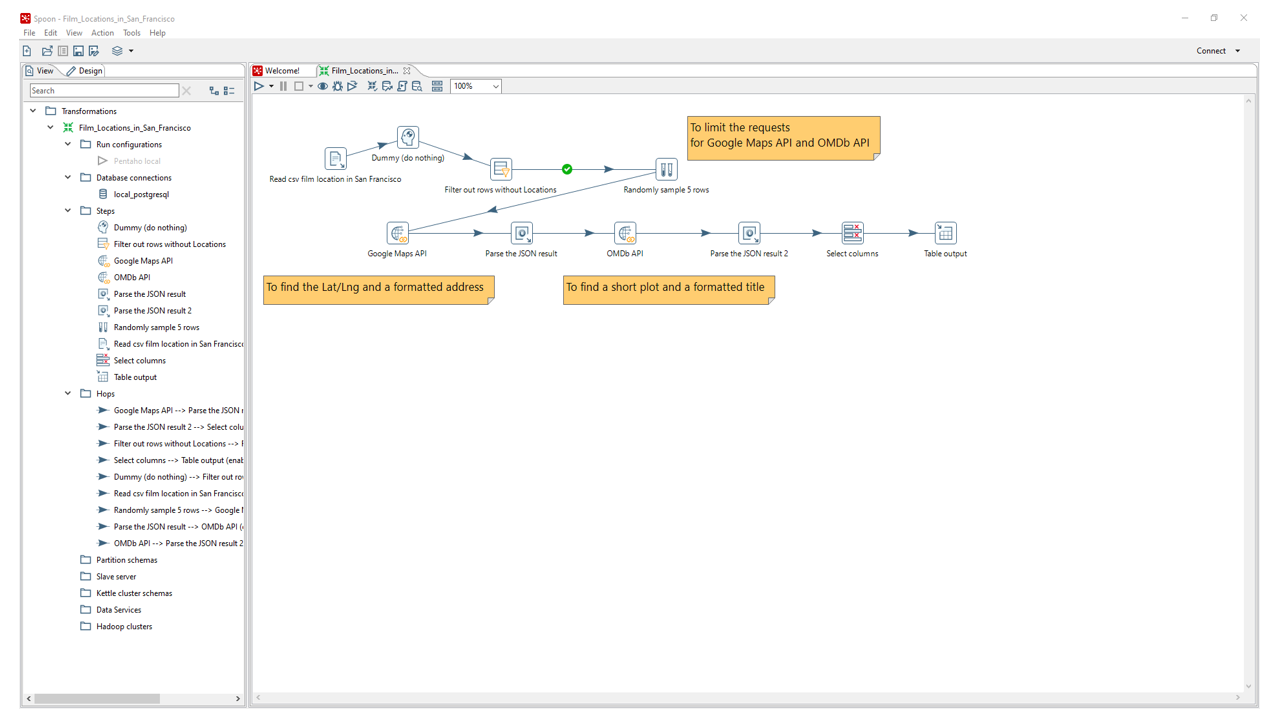 Spoon - Film_Locations_in_San_Francisco
File Edit View Action Tools Help
Connect
View Design
Welcome! Film_Locations_in...
Search
100%
Transformations
Film_Locations_in_San_Francisco
Run configurations
Pentaho local
Database connections
local_postgresql
Steps
Dummy (do nothing)
Filter out rows without Locations
Google Maps API
OMDb API
Parse the JSON result
Parse the JSON result 2
Randomly sample 5 rows
Read csv film location in San Francisco
Select columns
Table output
Hops
Google Maps API --> Parse the JSON r
Parse the JSON result 2 --> Select colu
Filter out rows without Locations -->
Select columns --> Table output (enab
Dummy (do nothing) --> Filter out ro
Read csv film location in San Francisco
Randomly sample 5 rows --> Google
Parse the JSON result --> OMDb API (
OMDb API --> Parse the JSON result 2
Partition schemas
Slave server
Kettle cluster schemas
Data Services
Hadoop clusters
To limit the requests
for Google Maps API and OMDb API
Dummy (do nothing)
Read csv film location in San Francisco
Filter out rows without Locations
Randomly sample 5 rows
Google Maps API
Parse the JSON result
OMDb API
Parse the JSON result 2
Select columns
Table output
To find the Lat/Lng and a formatted address
To find a short plot and a formatted title